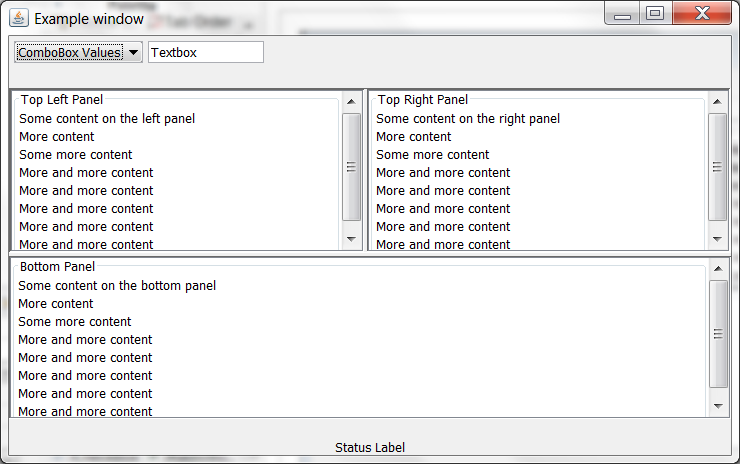 Example window
ComboBox Values Textbox
Top Left Panel
Some content on the left panel
More content
Some more content
More and more content
More and more content
More and more content
More and more content
More and more content
Top Right Panel
Some content on the right panel
More content
Some more content
More and more content
More and more content
More and more content
More and more content
More and more content
Bottom Panel
Some content on the bottom panel
More content
Some more content
More and more content
More and more content
More and more content
More and more content
More and more content
Status Label